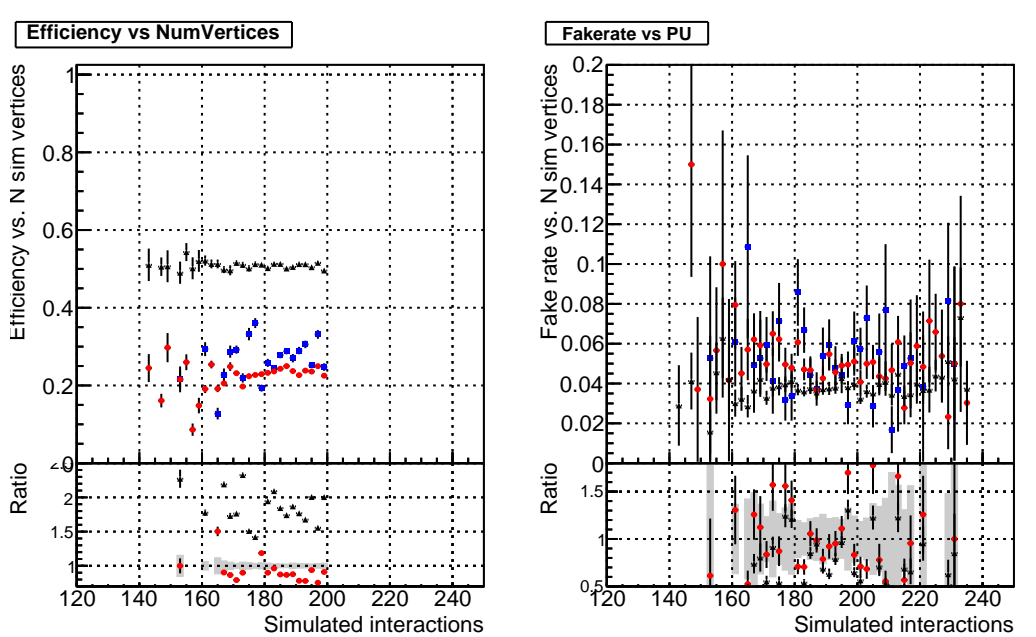 Efficiency vs NumVertices
Efficiency vs. N sim vertices
1
0.8
0.6
0.4
0.2
0
Ratio
2
1.5
1
120 140 160 180 200 220 240
Simulated interactions
Fakerate vs PU
Fake rate vs. N sim vertices
0.2
0.18
0.16
0.14
0.12
0.1
0.08
0.06
0.04
0.02
0
Ratio
1.5
1
0.5
120 140 160 180 200 220 240
Simulated interactions